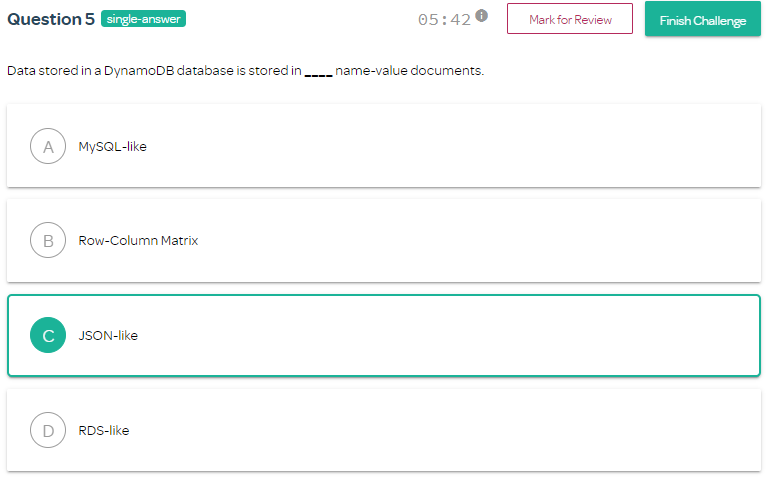 Question 5 single-answer 05:42 Mark for Review Finish Challenge
Data stored in a DynamoDB database is stored in ____ name-value documents.
A MySQL-like
B Row-Column Matrix
C JSON-like
D RDS-like